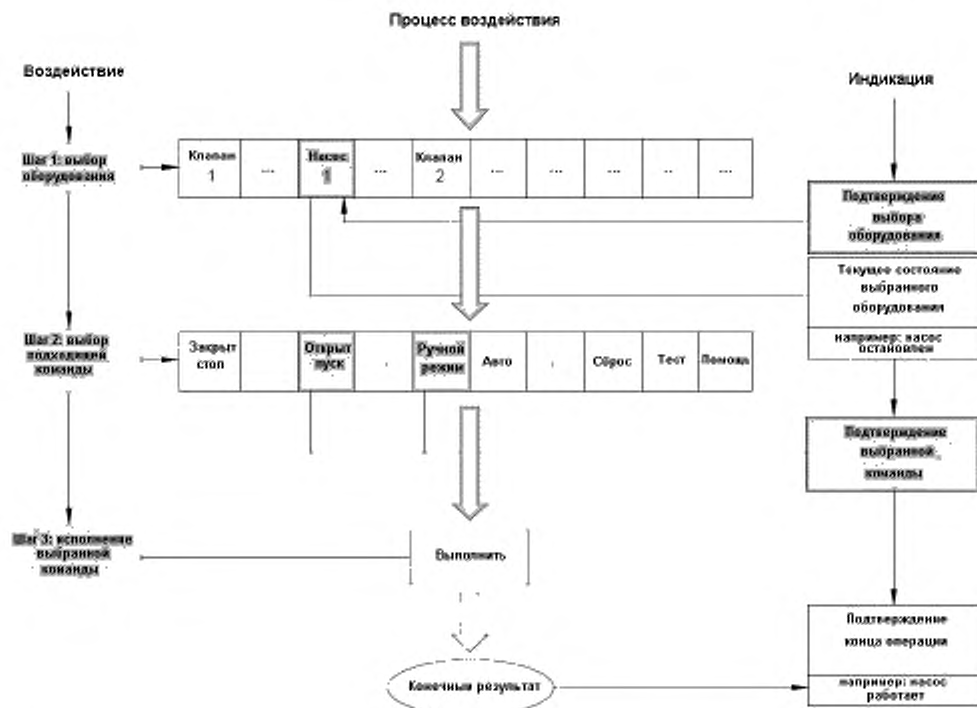 Процесс воздействия
Воздействие
Индикация
Шаг 1: выбор
оборудования
Клапан
1
...
Насос
1
...
Клапан
2
...
...
...
..
...
Подтверждение
выбора
оборудования
Текущее состояние
выбранного
оборудования
например: насос
остановлен
Шаг 2: выбор
подходящей
команды
Закрыт
стоп
Открыт
пуск
.
Ручной
режим
Авто
.
Сброс
Тест
Помощь
Подтверждение
выбранной
команды
Шаг 3: исполнение
выбранной
команды
Выполнить
Подтверждение
конца операции
например: насос
работает
Конечным результат